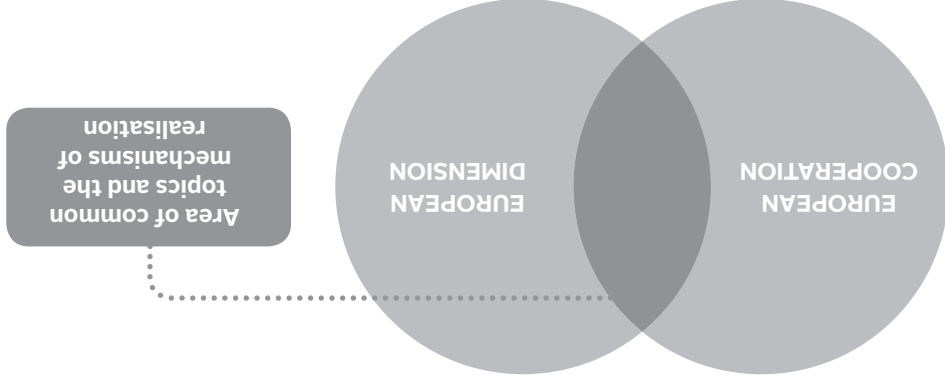 EUROPEAN
COOPERATION
EUROPEAN
DIMENSION
Area of common
topics and the
mechanisms of
realisation